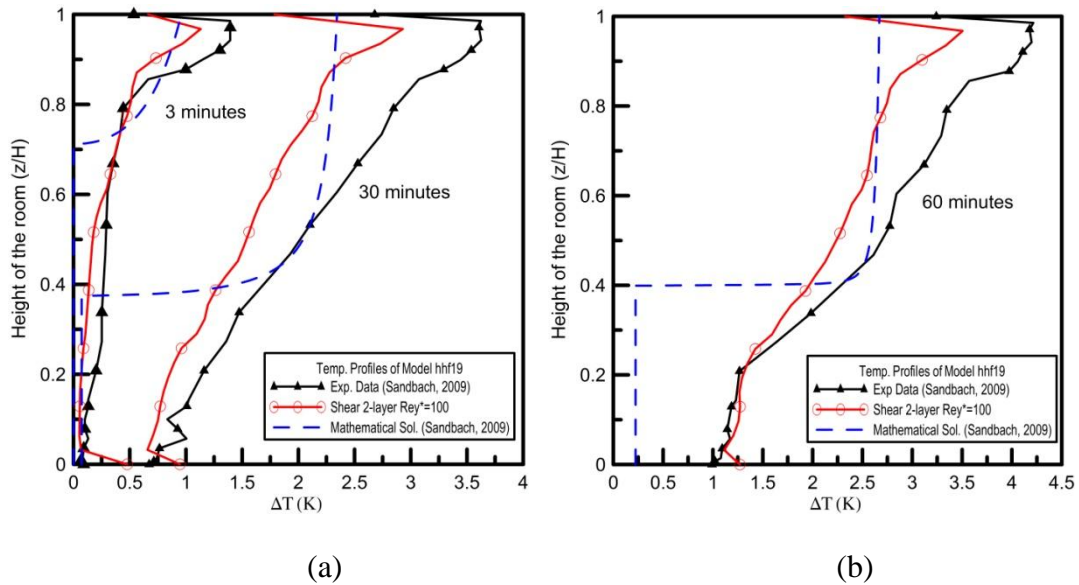 Height of the room (z/H)
1
0.8
0.6
0.4
0.2
0
3 minutes
30 minutes
Temp. Profiles of Model hhf19
Exp. Data (Sandbach, 2009)
Shear 2-layer Rey*=100
Mathematical Sol. (Sandbach, 2009)
0 0.5 1 1.5 2 2.5 3 3.5 4
ΔT (K)
(a)
Height of the room (z/H)
1
0.8
0.6
0.4
0.2
0
60 minutes
Temp. Profiles of Model hhf19
Exp. Data (Sandbach, 2009)
Shear 2-layer Rey*=100
Mathematical Sol. (Sandbach, 2009)
0 0.5 1 1.5 2 2.5 3 3.5 4 4.5
ΔT (K)
(b)